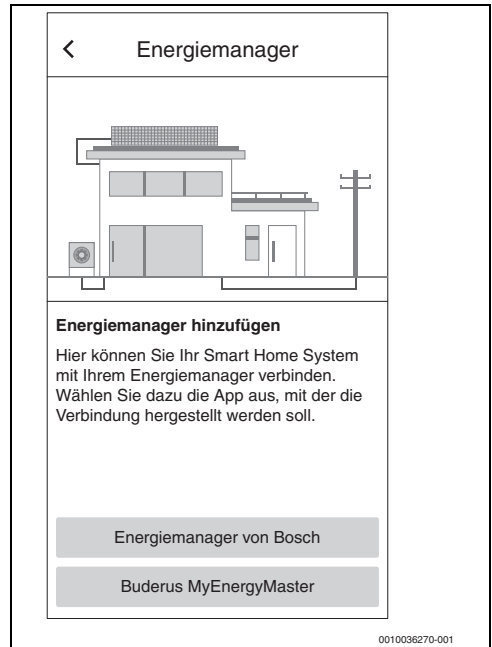 Energiemanager
Energiemanager hinzufügen
Hier können Sie Ihr Smart Home System
mit Ihrem Energiemanager verbinden.
Wählen Sie dazu die App aus, mit der die
Verbindung hergestellt werden soll.
Energiemanager von Bosch
Buderus MyEnergyMaster
0010036270-001